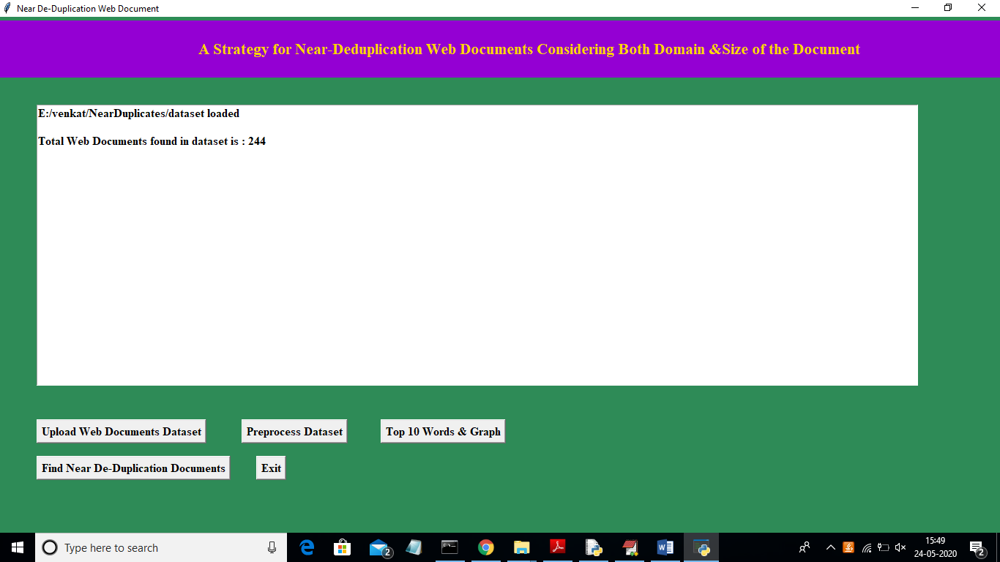 Near De-Duplication Web Document
A Strategy for Near-Deduplication Web Documents Considering Both Domain &Size of the Document
E:/venkat/NearDuplicates/dataset loaded
Total Web Documents found in dataset is : 244
Upload Web Documents Dataset
Preprocess Dataset
Top 10 Words & Graph
Find Near De-Duplication Documents
Exit
Type here to search
2
15:49
24-05-2020
2